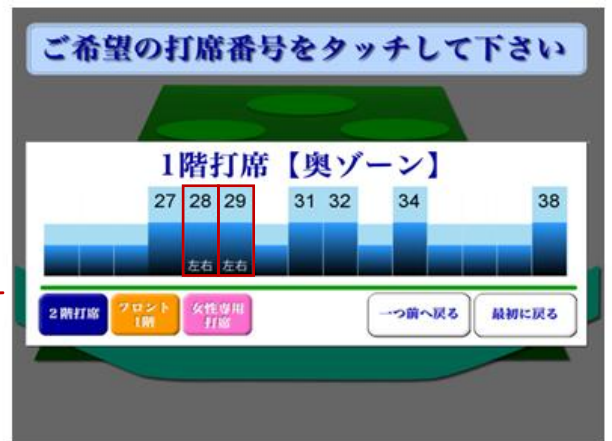 ご希望の打席番号をタッチして下さい
1階打席【奥ゾーン】
27 28 29 31 32 34 38
左右 左右
2階打席
フロント
1階
女性専用
打席
一つ前へ戻る
最初に戻る